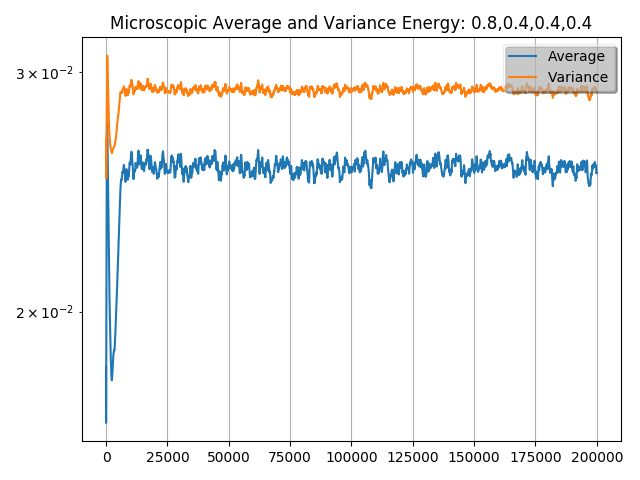 Microscopic Average and Variance Energy: 0.8,0.4,0.4,0.4
Average
Variance
3 × 10⁻²
2 × 10⁻²
0 25000 50000 75000 100000 125000 150000 175000 200000